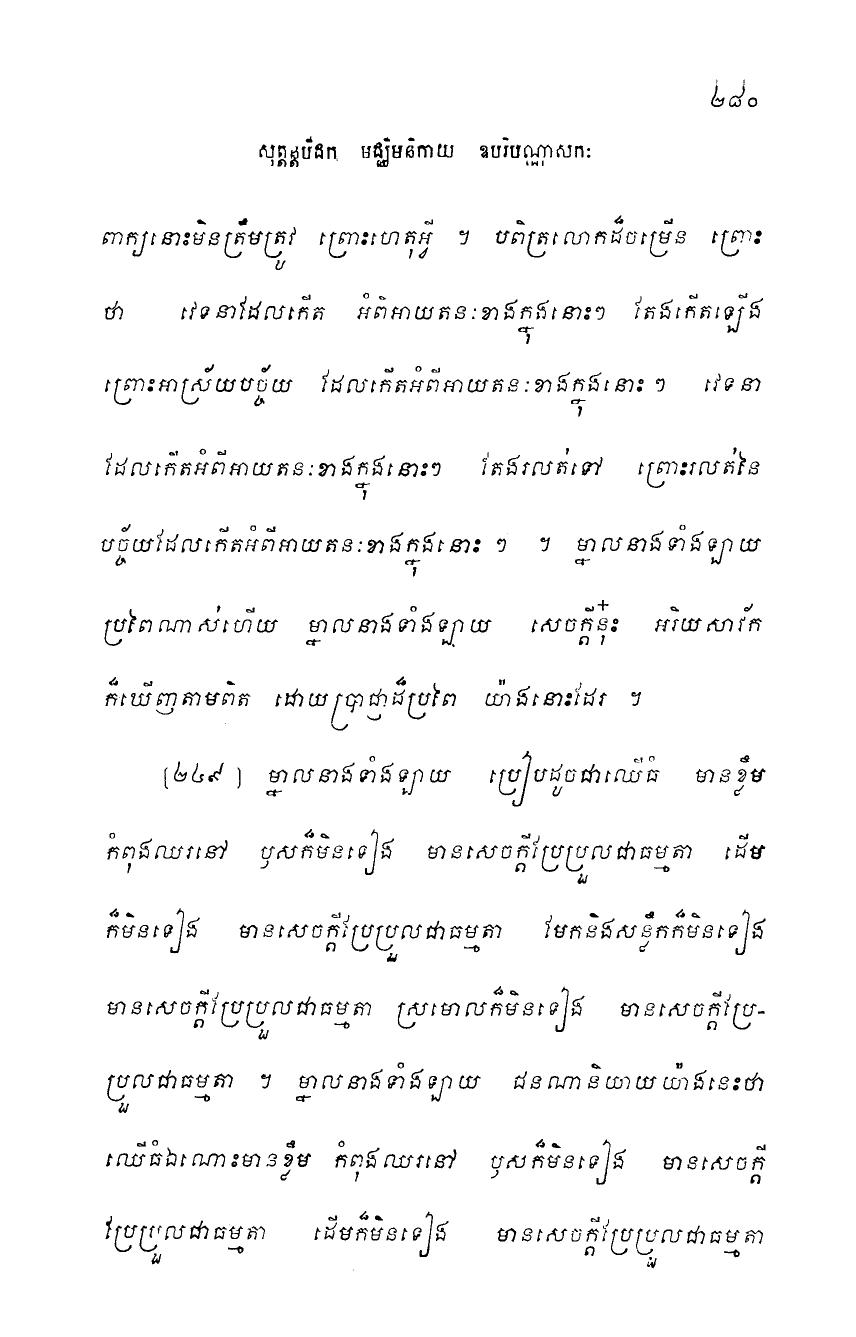 ២៨០
សុត្តន្តបិដក មជ្ឈិមនិកាយ ឧបរិបណ្ណាសកៈ
ពាក្យនោះមិនត្រឹមត្រូវ ព្រោះហេតុអ្វី ។ បពិត្រលោកដ៏ចម្រើន ព្រោះ
ថា វេទនាដែលកើត អំពីអាយតនៈខាងក្នុងនោះៗ តែងកើតឡើង
ព្រោះអាស្រ័យបច្ច័យ ដែលកើតអំពីអាយតនៈខាងក្នុងនោះ ៗ វេទនា
ដែលកើតអំពីអាយតនៈខាងក្នុងនោះៗ តែងរលត់ទៅ ព្រោះរលត់នៃ
បច្ច័យដែលកើតអំពីអាយតនៈខាងក្នុងនោះ ៗ ។ ម្នាលនាងទាំងឡាយ
ប្រពៃណាស់ហើយ ម្នាលនាងទាំងឡាយ សេចក្តីនុ៎ះ អរិយសាវ័ក
ក៏ឃើញតាមពិត ដោយប្រាជ្ញាដ៏ប្រពៃ យ៉ាងនោះដែរ ។
(២៤៩) ម្នាលនាងទាំងឡាយ ប្រៀបដូចជាឈើធំ មានខ្លឹម
កំពុងឈរនៅ ឫសក៏មិនទៀង មានសេចក្តីប្រែប្រួលជាធម្មតា ដើម
ក៏មិនទៀង មានសេចក្តីប្រែប្រួលជាធម្មតា មែកនិងសន្លឹកក៏មិនទៀង
មានសេចក្តីប្រែប្រួលជាធម្មតា ស្រមោលក៏មិនទៀង មានសេចក្តីប្រែ-
ប្រួលជាធម្មតា ។ ម្នាលនាងទាំងឡាយ ជនណានិយាយយ៉ាងនេះថា
ឈើធំឯណោះមានខ្លឹម កំពុងឈរនៅ ឫសក៏មិនទៀង មានសេចក្តី
ប្រែប្រួលជាធម្មតា ដើមក៏មិនទៀង មានសេចក្តីប្រែប្រួលជាធម្មតា